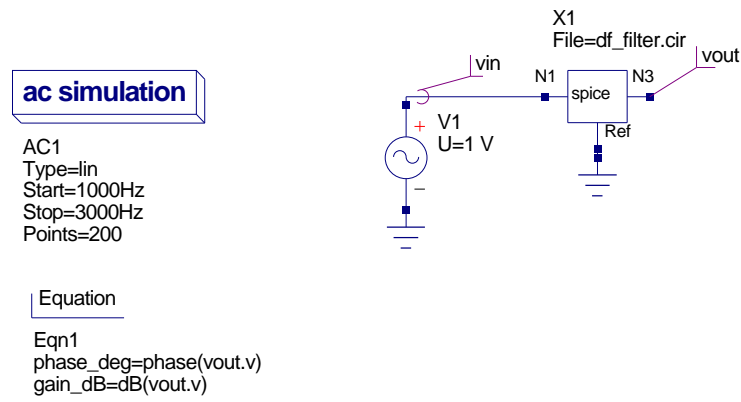 ac simulation
AC1
Type=lin
Start=1000Hz
Stop=3000Hz
Points=200
Equation
Eqn1
phase_deg=phase(vout.v)
gain_dB=dB(vout.v)
vin
+ V1
U=1 V
–
X1
File=df_filter.cir
N1
spice
N3
Ref
vout